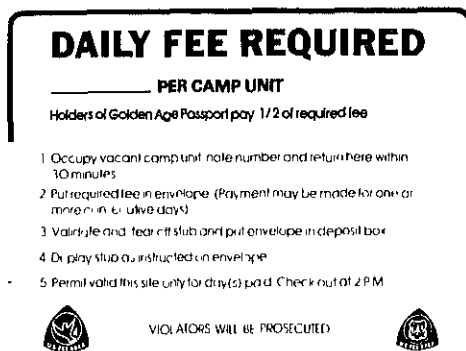 DAILY FEE REQUIRED
PER CAMP UNIT
Holders of Golden Age Passport pay 1/2 of required fee
1 Occupy vacant camp unit, note number and return here within
30 minutes
2 Put required fee in envelope (Payment may be made for one or
more consecutive days)
3 Validate and tear off stub and put envelope in deposit box
4 Display stub as instructed on envelope
5 Permit valid this site only for day(s) paid. Check out at 2 P M
VIOLATORS WILL BE PROSECUTED